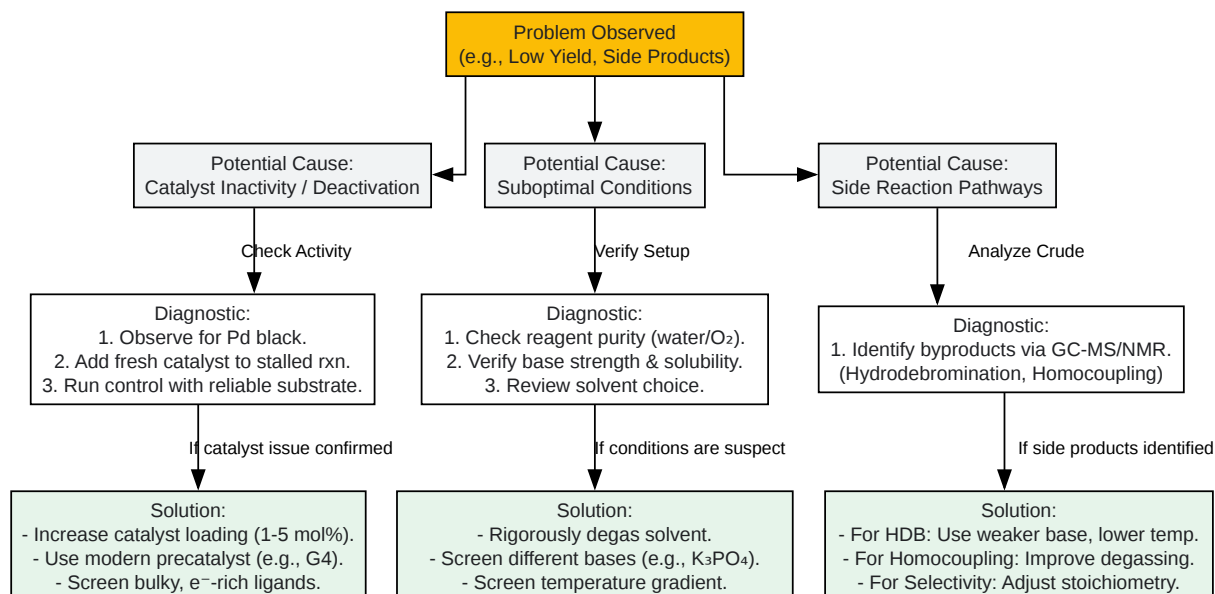 Problem Observed
(e.g., Low Yield, Side Products)
Potential Cause:
Catalyst Inactivity / Deactivation
Potential Cause:
Suboptimal Conditions
Potential Cause:
Side Reaction Pathways
Check Activity
Verify Setup
Analyze Crude
Diagnostic:
1. Observe for Pd black.
2. Add fresh catalyst to stalled rxn.
3. Run control with reliable substrate.
Diagnostic:
1. Check reagent purity (water/O₂).
2. Verify base strength & solubility.
3. Review solvent choice.
Diagnostic:
1. Identify byproducts via GC-MS/NMR.
(Hydrodebromination, Homocoupling)
If catalyst issue confirmed
If conditions are suspect
If side products identified
Solution:
- Increase catalyst loading (1-5 mol%).
- Use modern precatalyst (e.g., G4).
- Screen bulky, e⁻-rich ligands.
Solution:
- Rigorously degas solvent.
- Screen different bases (e.g., K₃PO₄).
- Screen temperature gradient.
Solution:
- For HDB: Use weaker base, lower temp.
- For Homocoupling: Improve degassing.
- For Selectivity: Adjust stoichiometry.